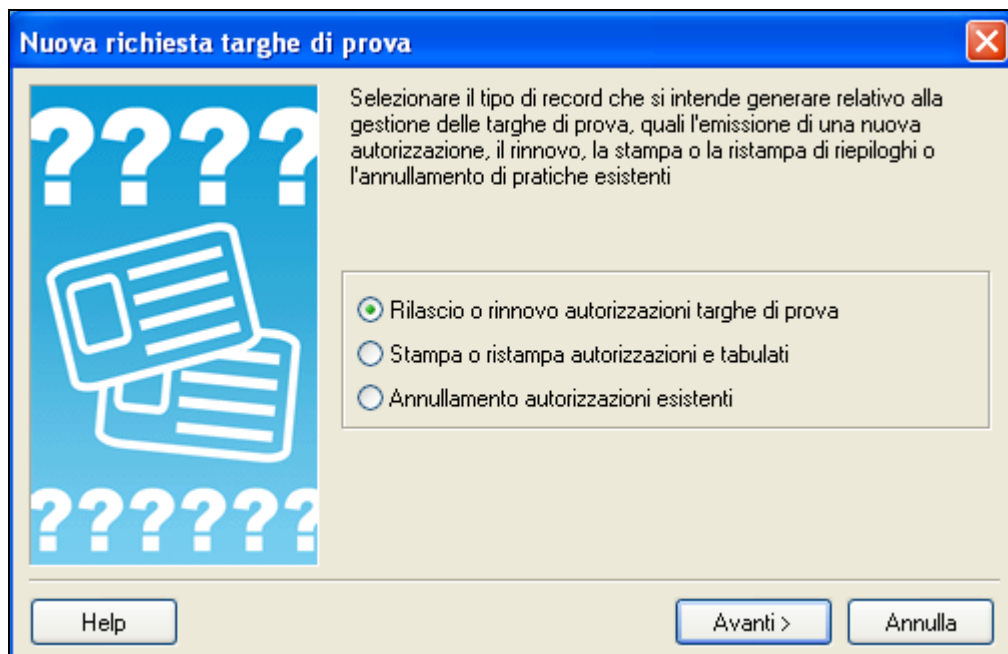 Nuova richiesta targhe di prova
????
Selezionare il tipo di record che si intende generare relativo alla
gestione delle targhe di prova, quali l'emissione di una nuova
autorizzazione, il rinnovo, la stampa o la ristampa di riepiloghi o
l'annullamento di pratiche esistenti
Rilascio o rinnovo autorizzazioni targhe di prova
Stampa o ristampa autorizzazioni e tabulati
Annullamento autorizzazioni esistenti
??????
Help
Avanti >
Annulla